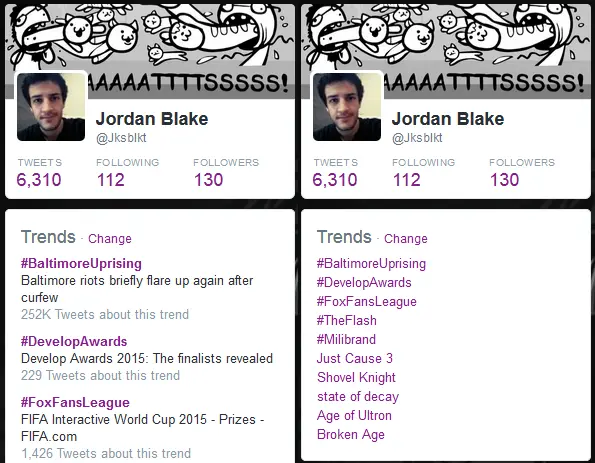 AAAAATTTTSSSSS!
Jordan Blake
@Jksblkt
TWEETS FOLLOWING FOLLOWERS
6,310 112 130
Trends · Change
#BaltimoreUprising
Baltimore riots briefly flare up again after
curfew
252K Tweets about this trend
#DevelopAwards
Develop Awards 2015: The finalists revealed
229 Tweets about this trend
#FoxFansLeague
FIFA Interactive World Cup 2015 - Prizes -
FIFA.com
1,426 Tweets about this trend
AAAAATTTTSSSSS!
Jordan Blake
@Jksblkt
TWEETS FOLLOWING FOLLOWERS
6,310 112 130
Trends · Change
#BaltimoreUprising
#DevelopAwards
#FoxFansLeague
#TheFlash
#Milibrand
Just Cause 3
Shovel Knight
state of decay
Age of Ultron
Broken Age